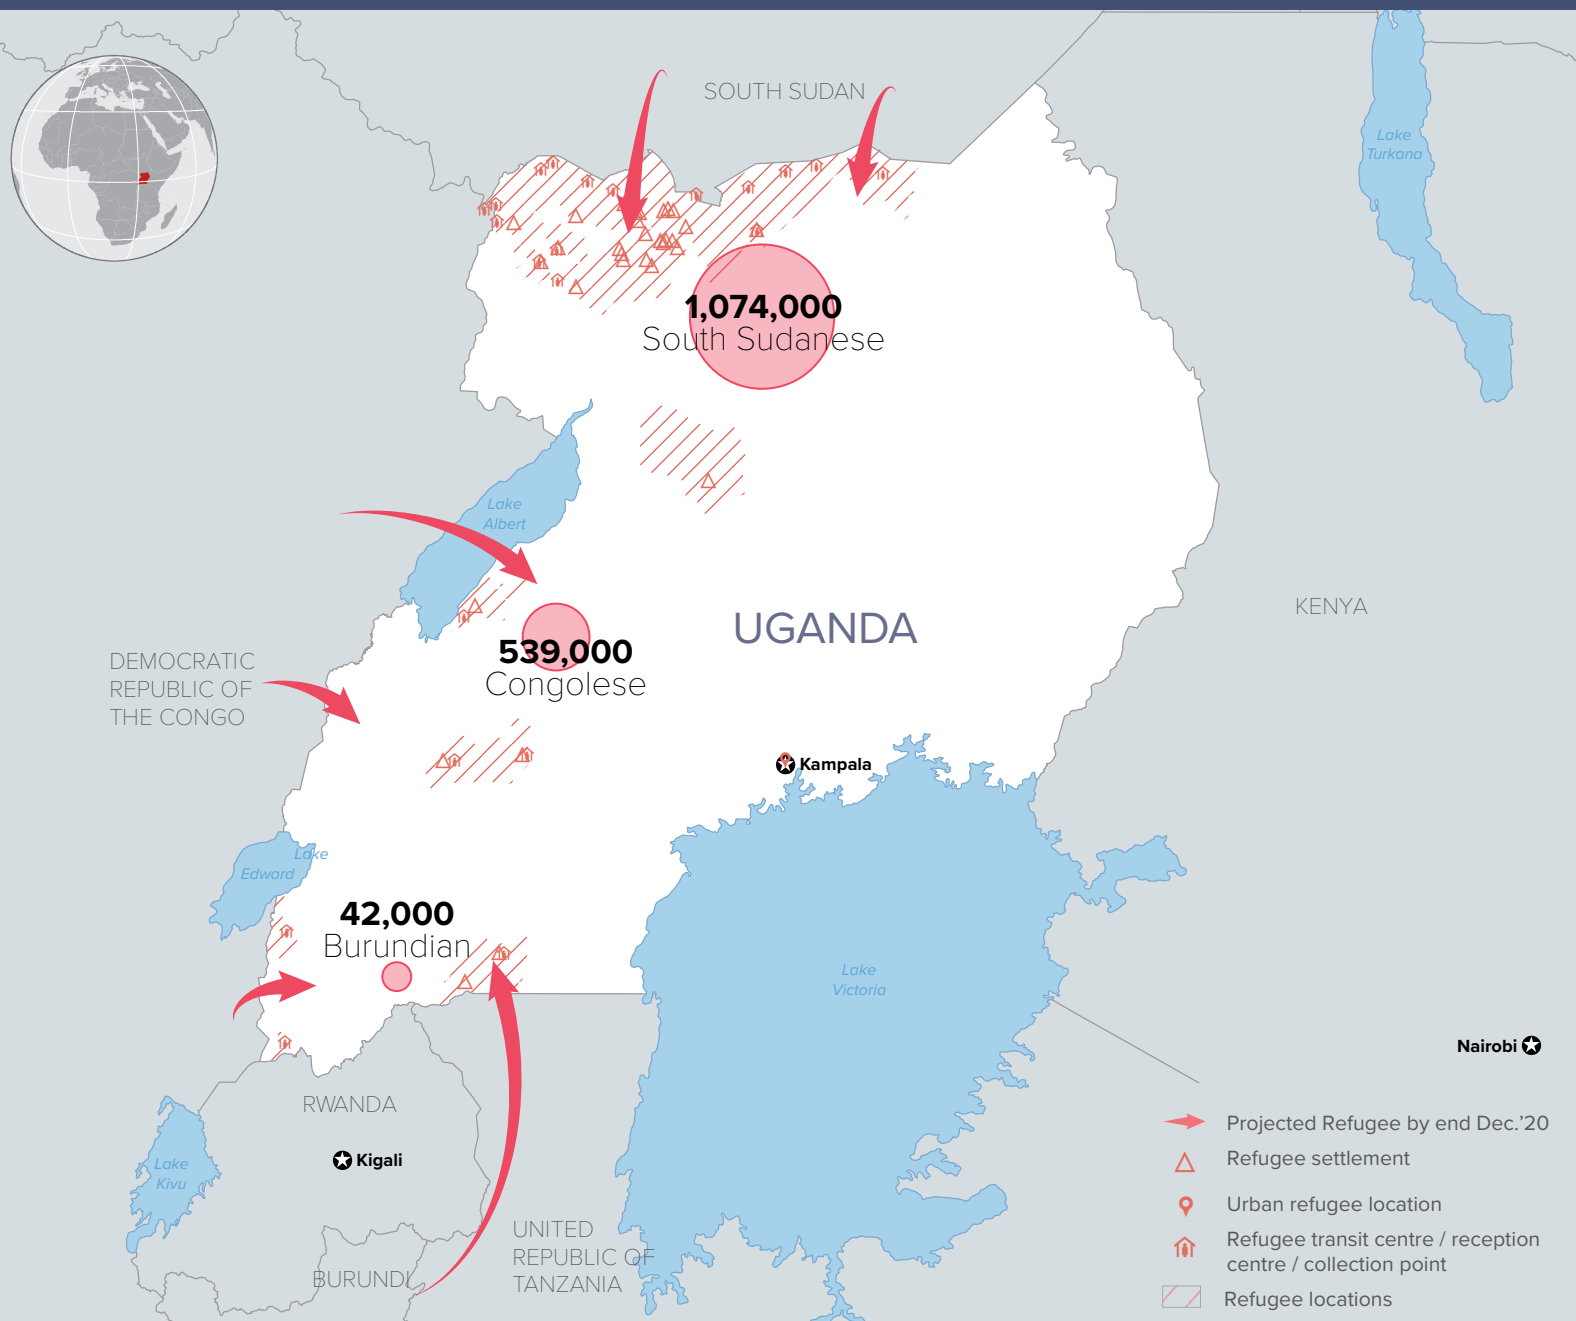 SOUTH SUDAN
Lake
Turkana
1,074,000
South Sudanese
Lake
Albert
UGANDA
KENYA
539,000
Congolese
DEMOCRATIC
REPUBLIC OF
THE CONGO
Kampala
Lake
Edward
42,000
Burundian
Lake
Victoria
Nairobi
RWANDA
Kigali
Lake
Kivu
UNITED
REPUBLIC OF
TANZANIA
BURUNDI
Projected Refugee by end Dec.’20
Refugee settlement
Urban refugee location
Refugee transit centre / reception
centre / collection point
Refugee locations